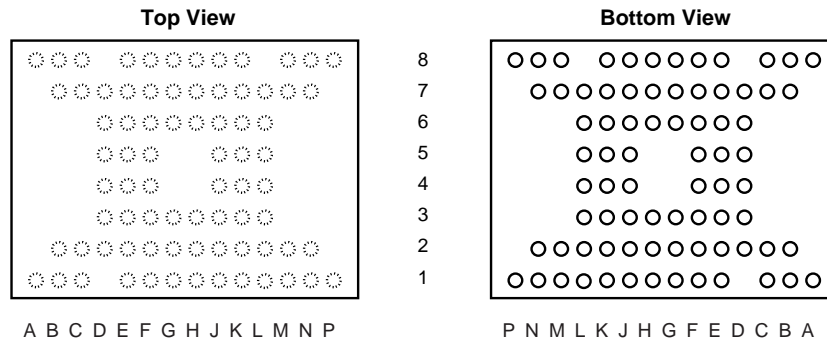 Top View
Bottom View
8
7
6
5
4
3
2
1
A B C D E F G H J K L M N P
P N M L K J H G F E D C B A